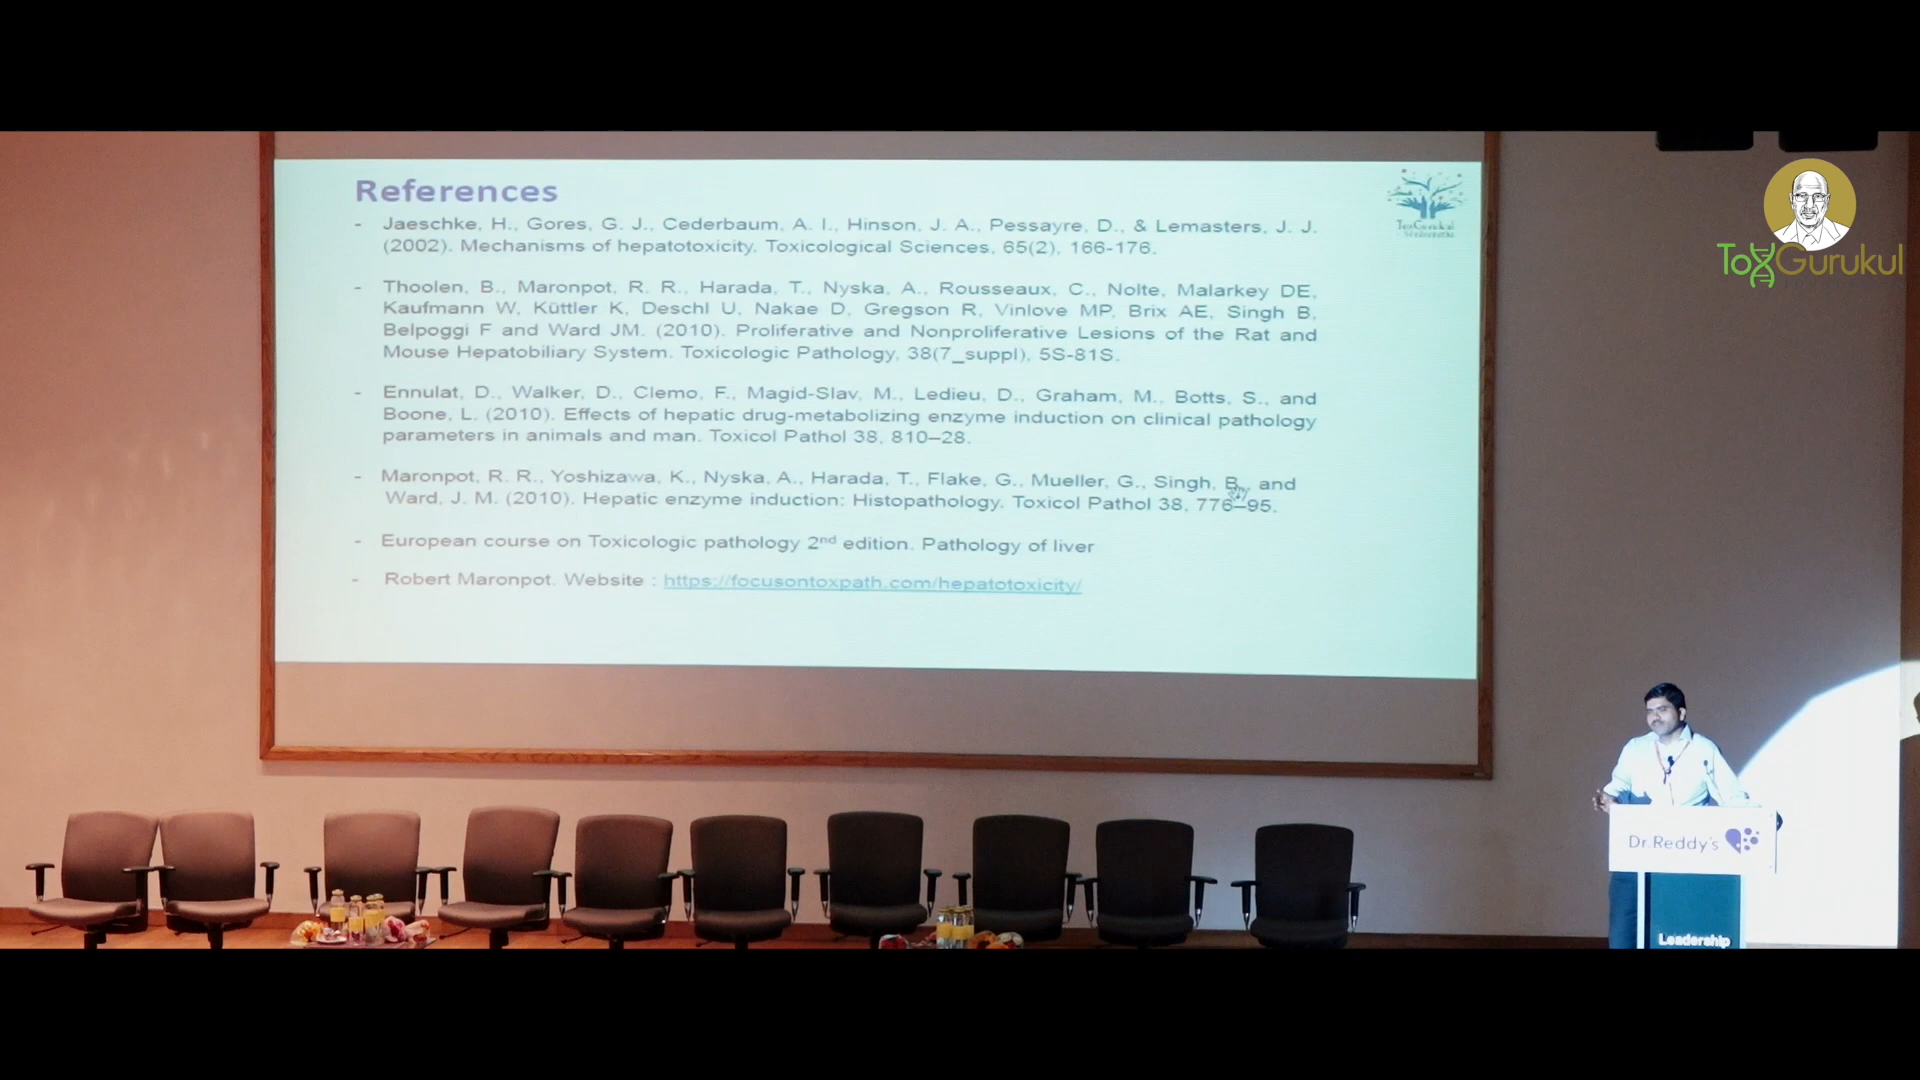 References
- Jaeschke, H., Gores, G. J., Cederbaum, A. I., Hinson, J. A., Pessayre, D., & Lemasters, J. J.
(2002). Mechanisms of hepatotoxicity. Toxicological Sciences, 65(2), 166-176.
- Thoolen, B., Maronpot, R. R., Harada, T., Nyska, A., Rousseaux, C., Nolte, Malarkey DE,
Kaufmann W, Küttler K, Deschl U, Nakae D, Gregson R, Vinlove MP, Brix AE, Singh B,
Belpoggi F and Ward JM. (2010). Proliferative and Nonproliferative Lesions of the Rat and
Mouse Hepatobiliary System. Toxicologic Pathology, 38(7_suppl), 5S-81S.
- Ennulat, D., Walker, D., Clemo, F., Magid-Slav, M., Ledieu, D., Graham, M., Botts, S., and
Boone, L. (2010). Effects of hepatic drug-metabolizing enzyme induction on clinical pathology
parameters in animals and man. Toxicol Pathol 38, 810–28.
- Maronpot, R. R., Yoshizawa, K., Nyska, A., Harada, T., Flake, G., Mueller, G., Singh, B., and
Ward, J. M. (2010). Hepatic enzyme induction: Histopathology. Toxicol Pathol 38, 776–95.
- European course on Toxicologic pathology 2nd edition. Pathology of liver
- Robert Maronpot. Website : https://focusontoxpath.com/hepatotoxicity/
ToxGurukul
ToxGurukul
Dr.Reddy's
Leadership